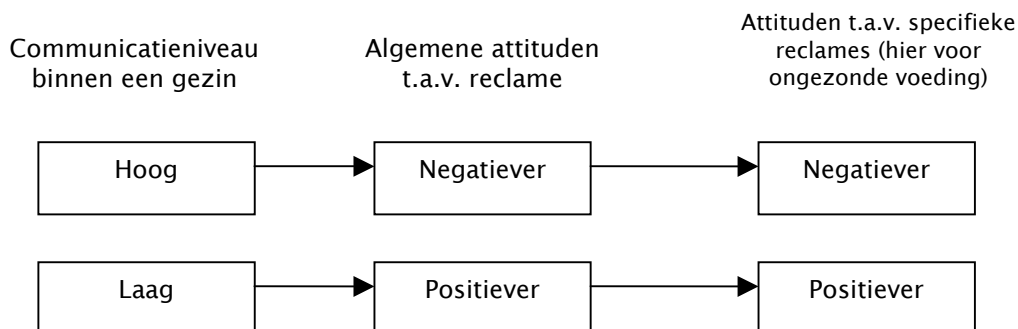 Communicatieniveau
binnen een gezin
Algemene attituden
t.a.v. reclame
Attituden t.a.v. specifieke
reclames (hier voor
ongezonde voeding)
Hoog
Negatiever
Negatiever
Laag
Positiever
Positiever